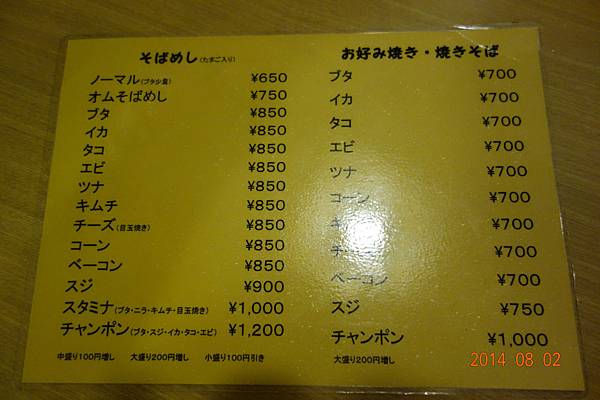 そばめし(たまご入り)
ノーマル(ブタ少量) ¥650
オムそばめし ¥750
ブタ ¥850
イカ ¥850
タコ ¥850
エビ ¥850
ツナ ¥850
キムチ ¥850
チーズ(目玉焼き) ¥850
コーン ¥850
ベーコン ¥850
スジ ¥900
スタミナ(ブタ・ニラ・キムチ・目玉焼き) ¥1,000
チャンポン(ブタ・スジ・イカ・タコ・エビ) ¥1,200
中盛り100円増し 大盛り200円増し 小盛り100円引き
お好み焼き・焼きそば
ブタ ¥700
イカ ¥700
タコ ¥700
エビ ¥700
ツナ ¥700
コーン ¥700
¥700
¥700
ベーコン ¥700
スジ ¥750
チャンポン ¥1,000
大盛り200円増し
2014 08 02